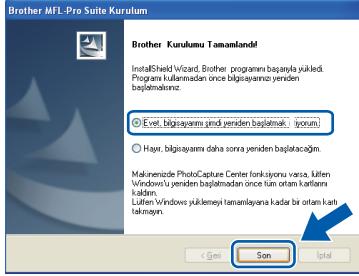 Brother MFL-Pro Suite Kurulum
Brother Kurulumu Tamamlandı!
InstallShield Wizard, Brother programını başarıyla yükledi.
Programı kullanmadan önce bilgisayarınızı yeniden
başlatmalısınız.
Evet, bilgisayarımı şimdi yeniden başlatmak iyorum.
Hayır, bilgisayarımı daha sonra yeniden başlatacağım.
Makinenizde PhotoCapture Center fonksiyonu varsa, lütfen
Windows'u yeniden başlatmadan önce tüm ortam kartlarını
kaldırın.
Lütfen Windows yüklemeyi tamamlayana kadar bir ortam kartı
takmayın.
< Geri Son İptal